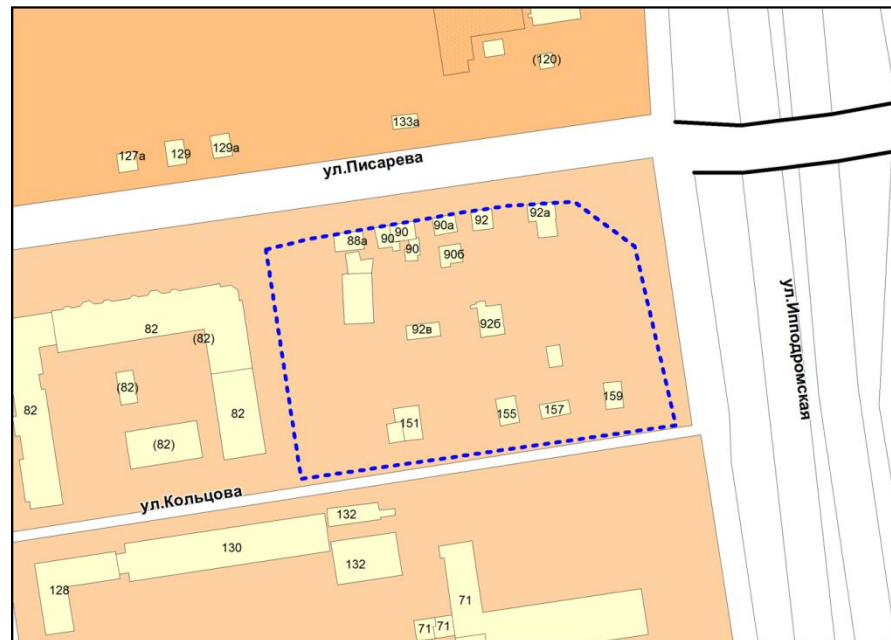 (120)
133а
127а
129
129а
ул.Писарева
88а
90
90
90
90а
92
92а
90б
82
(82)
92в
92б
ул.Ипподромская
(82)
82
82
(82)
151
155
157
159
ул.Кольцова
132
130
132
128
71
71
71